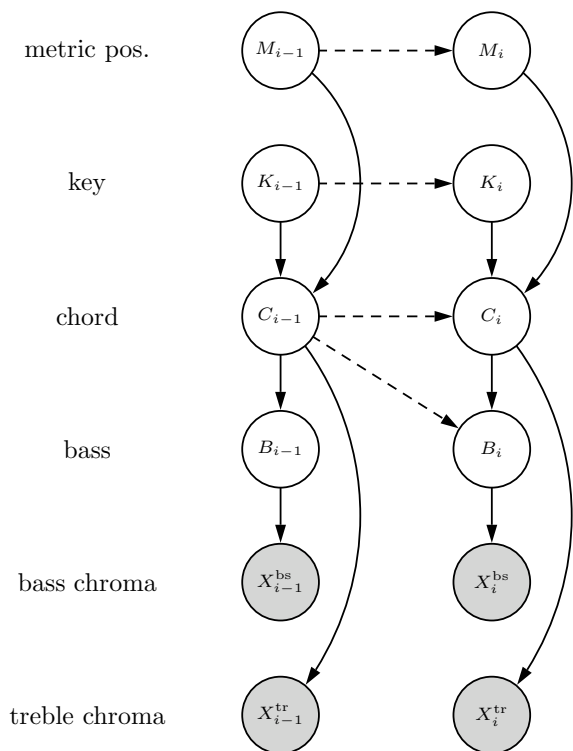 metric pos. M_{i−1} M_i
key K_{i−1} K_i
chord C_{i−1} C_i
bass B_{i−1} B_i
bass chroma X^{bs}_{i−1} X^{bs}_i
treble chroma X^{tr}_{i−1} X^{tr}_i